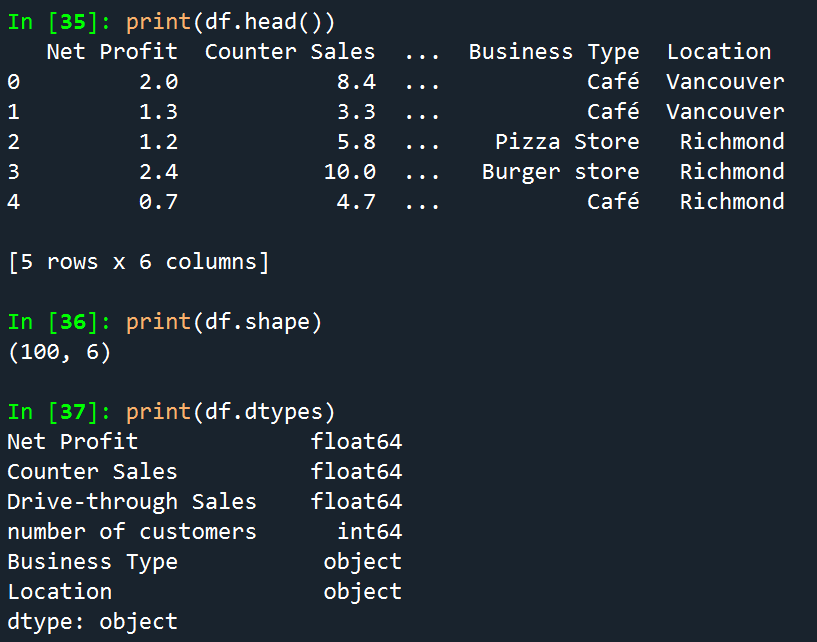 In [35]: print(df.head())
   Net Profit  Counter Sales  ...  Business Type   Location
0         2.0            8.4  ...           Café  Vancouver
1         1.3            3.3  ...           Café  Vancouver
2         1.2            5.8  ...    Pizza Store   Richmond
3         2.4           10.0  ...   Burger store   Richmond
4         0.7            4.7  ...           Café   Richmond
[5 rows x 6 columns]
In [36]: print(df.shape)
(100, 6)
In [37]: print(df.dtypes)
Net Profit             float64
Counter Sales          float64
Drive-through Sales    float64
number of customers      int64
Business Type           object
Location                object
dtype: object